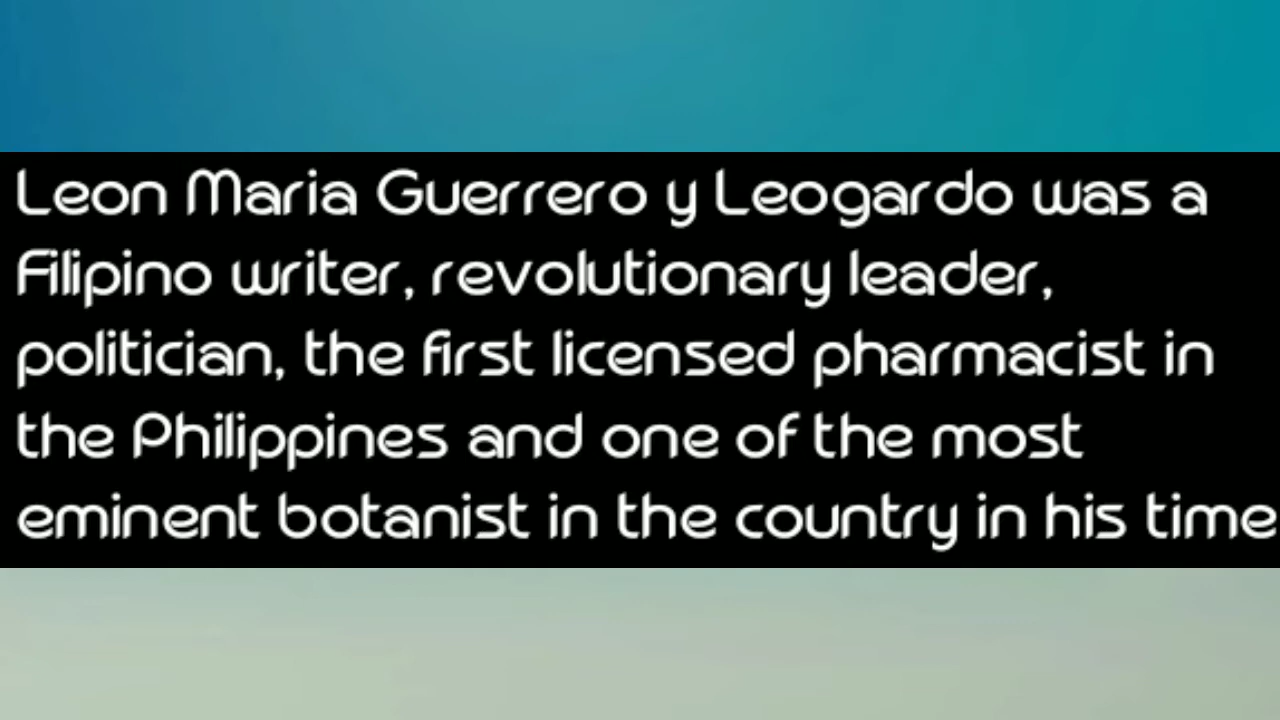 Leon Maria Guerrero y Leogardo was a
Filipino writer, revolutionary leader,
politician, the first licensed pharmacist in
the Philippines and one of the most
eminent botanist in the country in his time